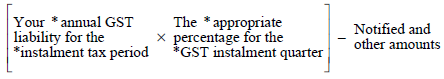 Your *annual GST
liability for the
*instalment tax period
×
The *appropriate
percentage for the
*GST instalment quarter
–
Notified and
other amounts